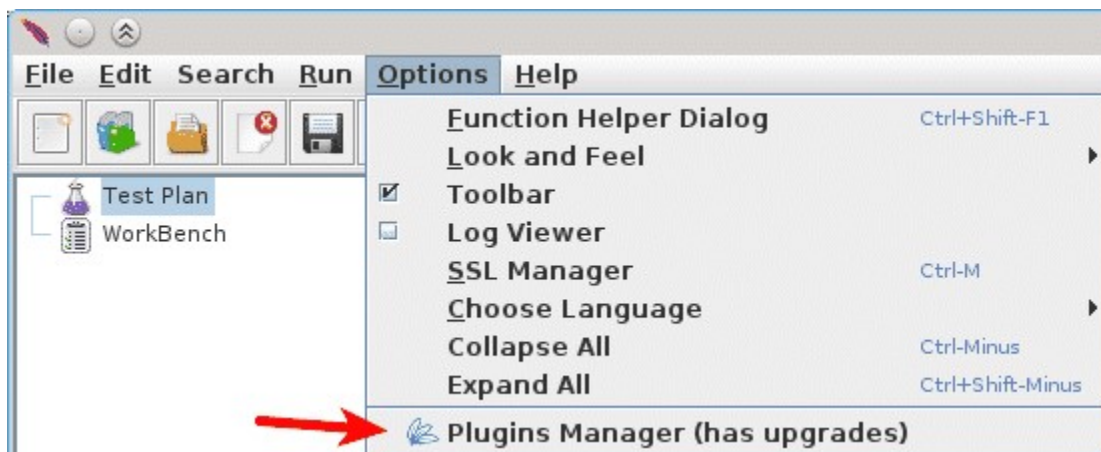 File Edit Search Run Options Help
Function Helper Dialog Ctrl+Shift-F1
Look and Feel
Test Plan
Toolbar
WorkBench
Log Viewer
SSL Manager Ctrl-M
Choose Language
Collapse All Ctrl-Minus
Expand All Ctrl+Shift-Minus
Plugins Manager (has upgrades)